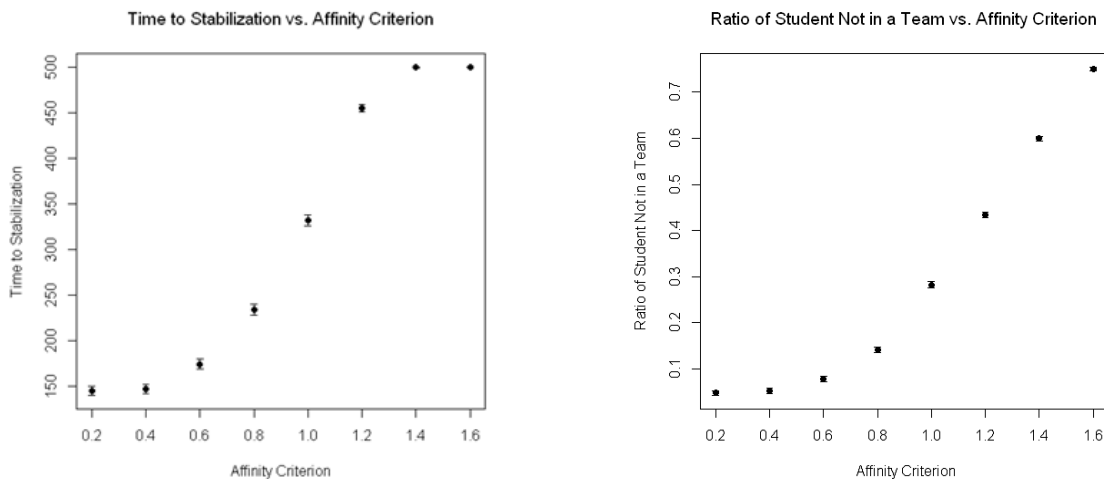 Time to Stabilization vs. Affinity Criterion
500
450
400
350
300
250
200
150
Time to Stabilization
0.2 0.4 0.6 0.8 1.0 1.2 1.4 1.6
Affinity Criterion
Ratio of Student Not in a Team vs. Affinity Criterion
0.7
0.6
0.5
0.4
0.3
0.2
0.1
Ratio of Student Not in a Team
0.2 0.4 0.6 0.8 1.0 1.2 1.4 1.6
Affinity Criterion